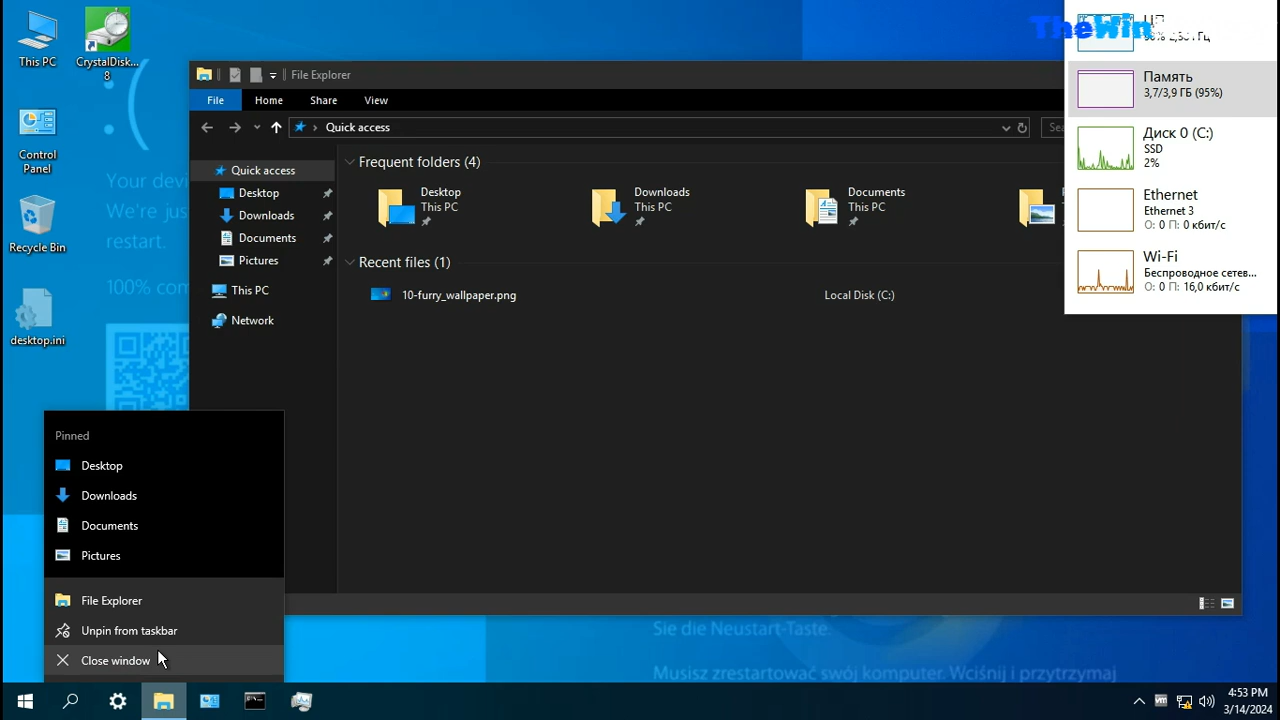 This PC
CrystalDisk...
8
Control
Panel
Recycle Bin
desktop.ini
:(
Your devi
We're jus
restart.
100% com
File Explorer
File
Home
Share
View
Quick access
Sea
Quick access
Desktop
Downloads
Documents
Pictures
This PC
Network
Frequent folders (4)
Desktop
This PC
Downloads
This PC
Documents
This PC
Recent files (1)
10-furry_wallpaper.png
Local Disk (C:)
TheWin
ЦП
Память
3,7/3,9 ГБ (95%)
Диск 0 (C:)
SSD
2%
Ethernet
Ethernet 3
О: 0 П: 0 кбит/с
Wi-Fi
Беспроводное сетев...
О: 0 П: 16,0 кбит/с
Pinned
Desktop
Downloads
Documents
Pictures
File Explorer
Unpin from taskbar
Close window
Sie die Neustart-Taste.
Musisz zrestartować swój komputer. Wciśnij i przytrzymaj
4:53 PM
3/14/2024